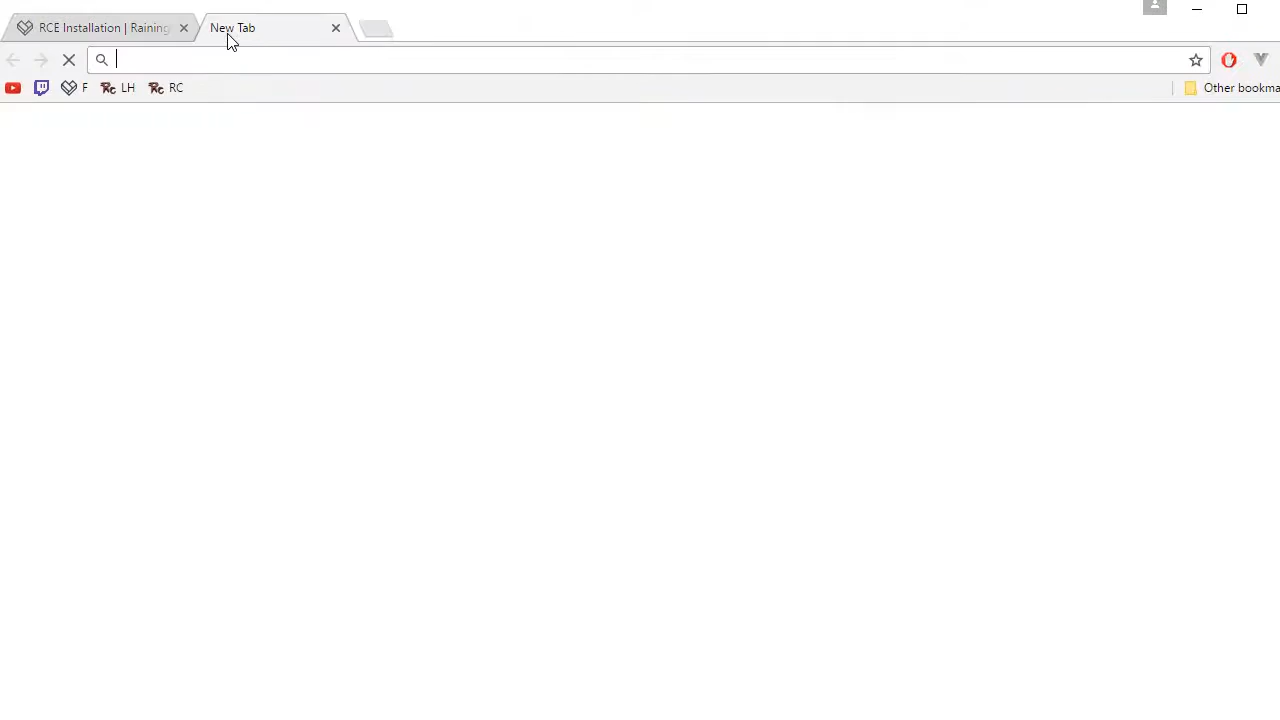 RCE Installation | Raining
New Tab
F
LH
RC
Other bookma